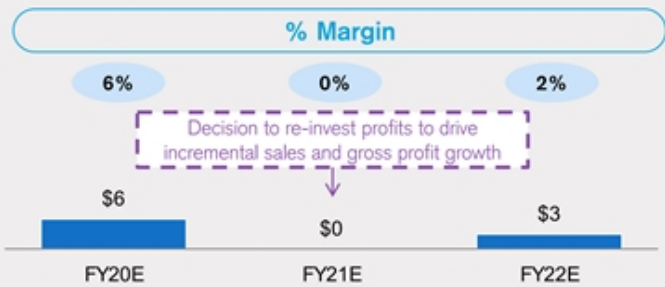 % Margin
6% 0% 2%
Decision to re-invest profits to drive
incremental sales and gross profit growth
$6 $0 $3
FY20E FY21E FY22E